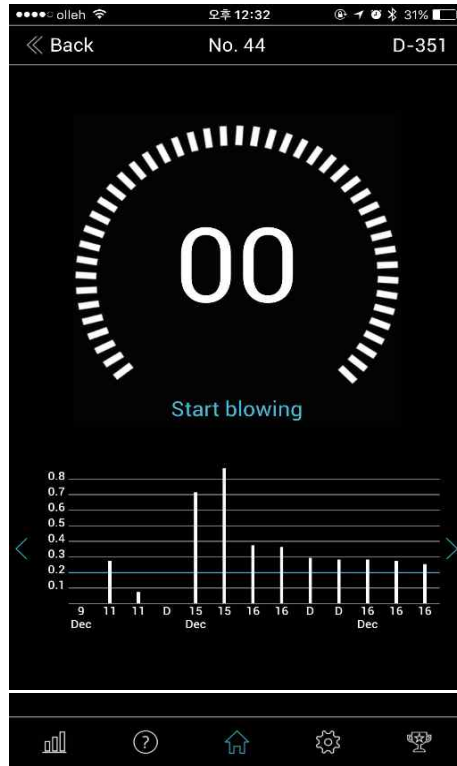 olleh 오후 12:32 31%
Back No. 44 D-351
00
Start blowing
0.8
0.7
0.6
0.5
0.4
0.3
0.2
0.1
9 11 11 D 15 15 16 16 D D 16 16 16
Dec Dec Dec
?